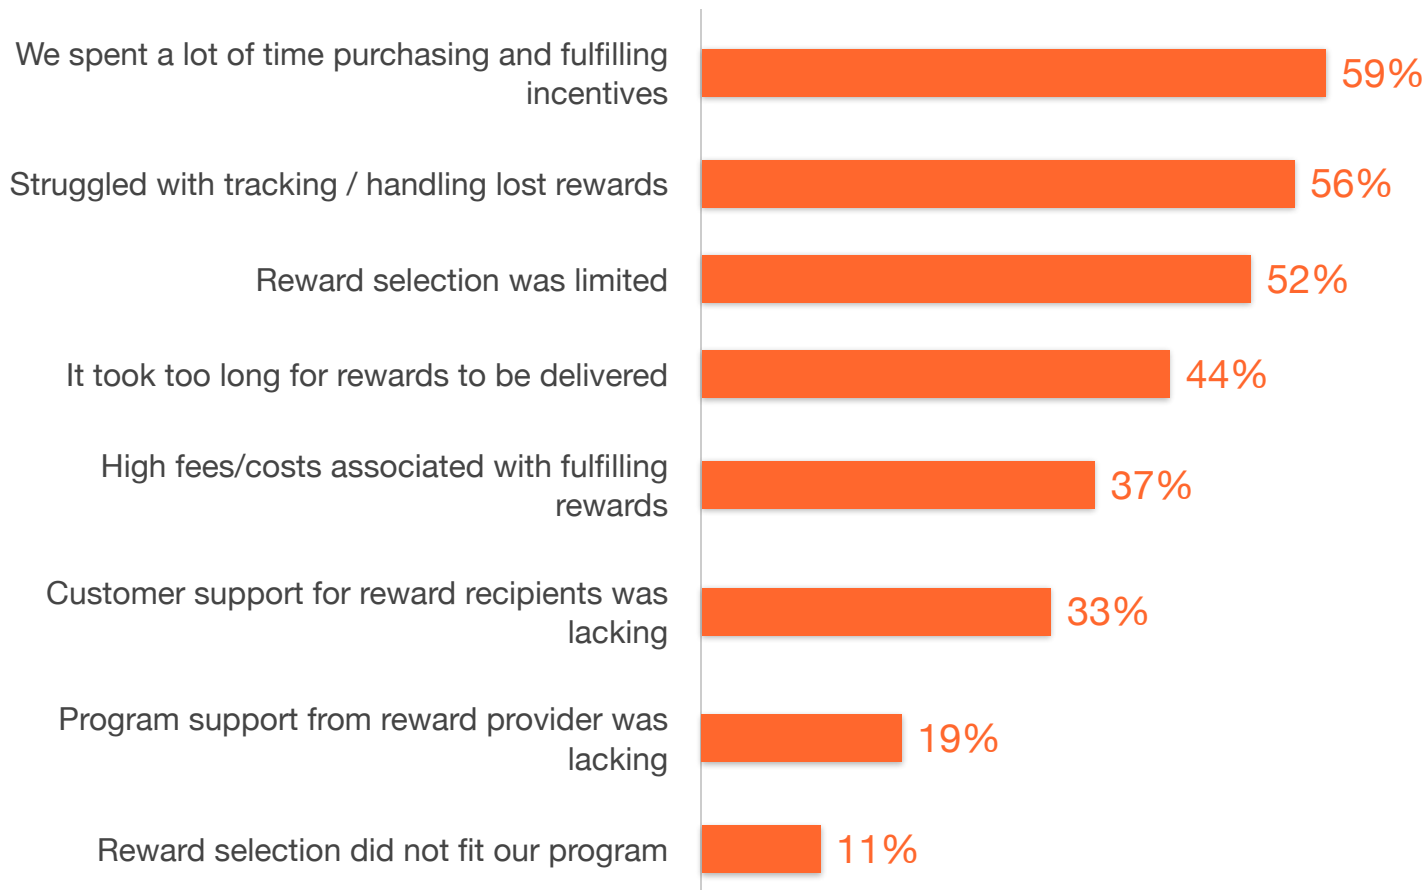 We spent a lot of time purchasing and fulfilling
incentives
59%
Struggled with tracking / handling lost rewards
56%
Reward selection was limited
52%
It took too long for rewards to be delivered
44%
High fees/costs associated with fulfilling
rewards
37%
Customer support for reward recipients was
lacking
33%
Program support from reward provider was
lacking
19%
Reward selection did not fit our program
11%